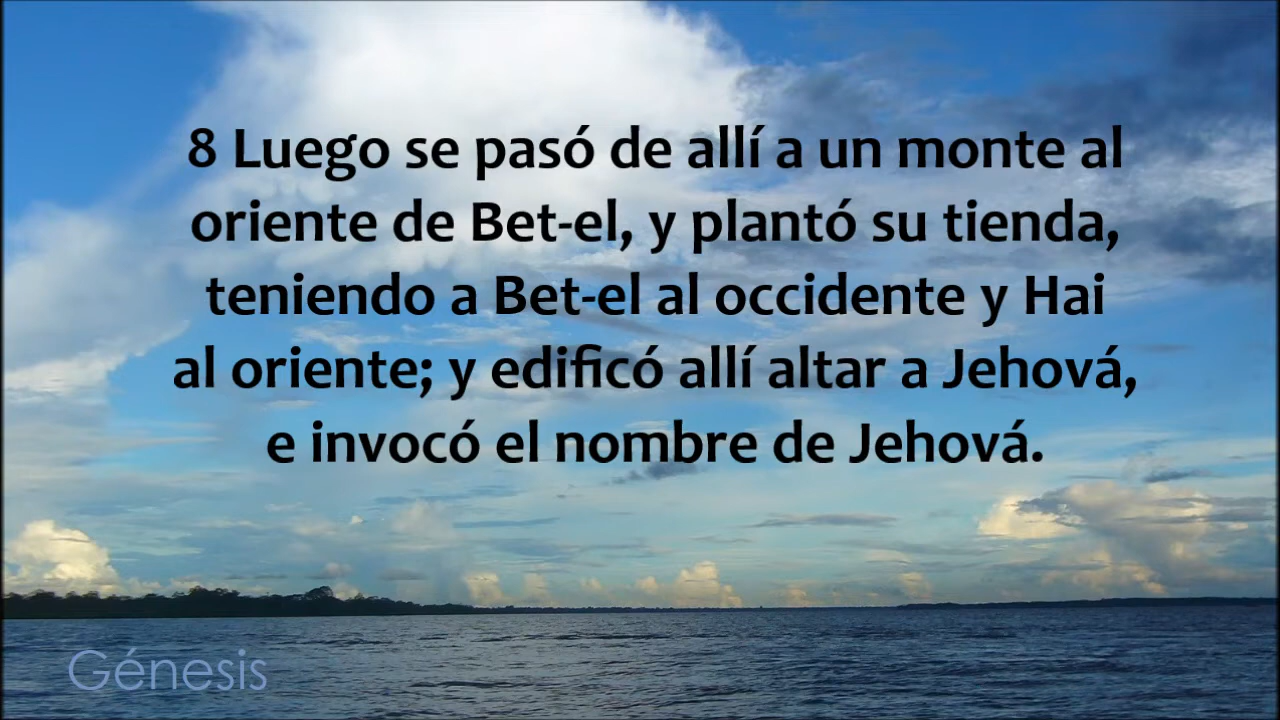 8 Luego se pasó de allí a un monte al
oriente de Bet-el, y plantó su tienda,
teniendo a Bet-el al occidente y Hai
al oriente; y edificó allí altar a Jehová,
e invocó el nombre de Jehová.
Génesis